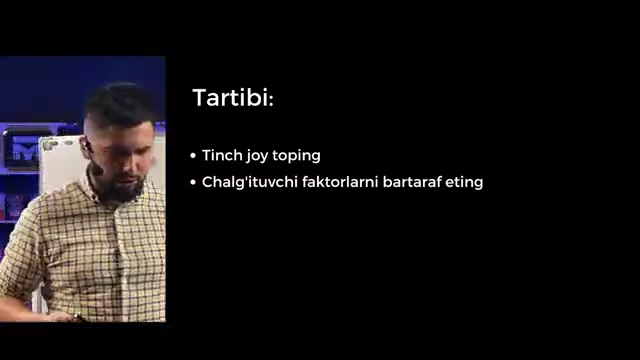 Tartibi:
• Tinch joy toping
• Chalg'ituvchi faktorlarni bartaraf eting